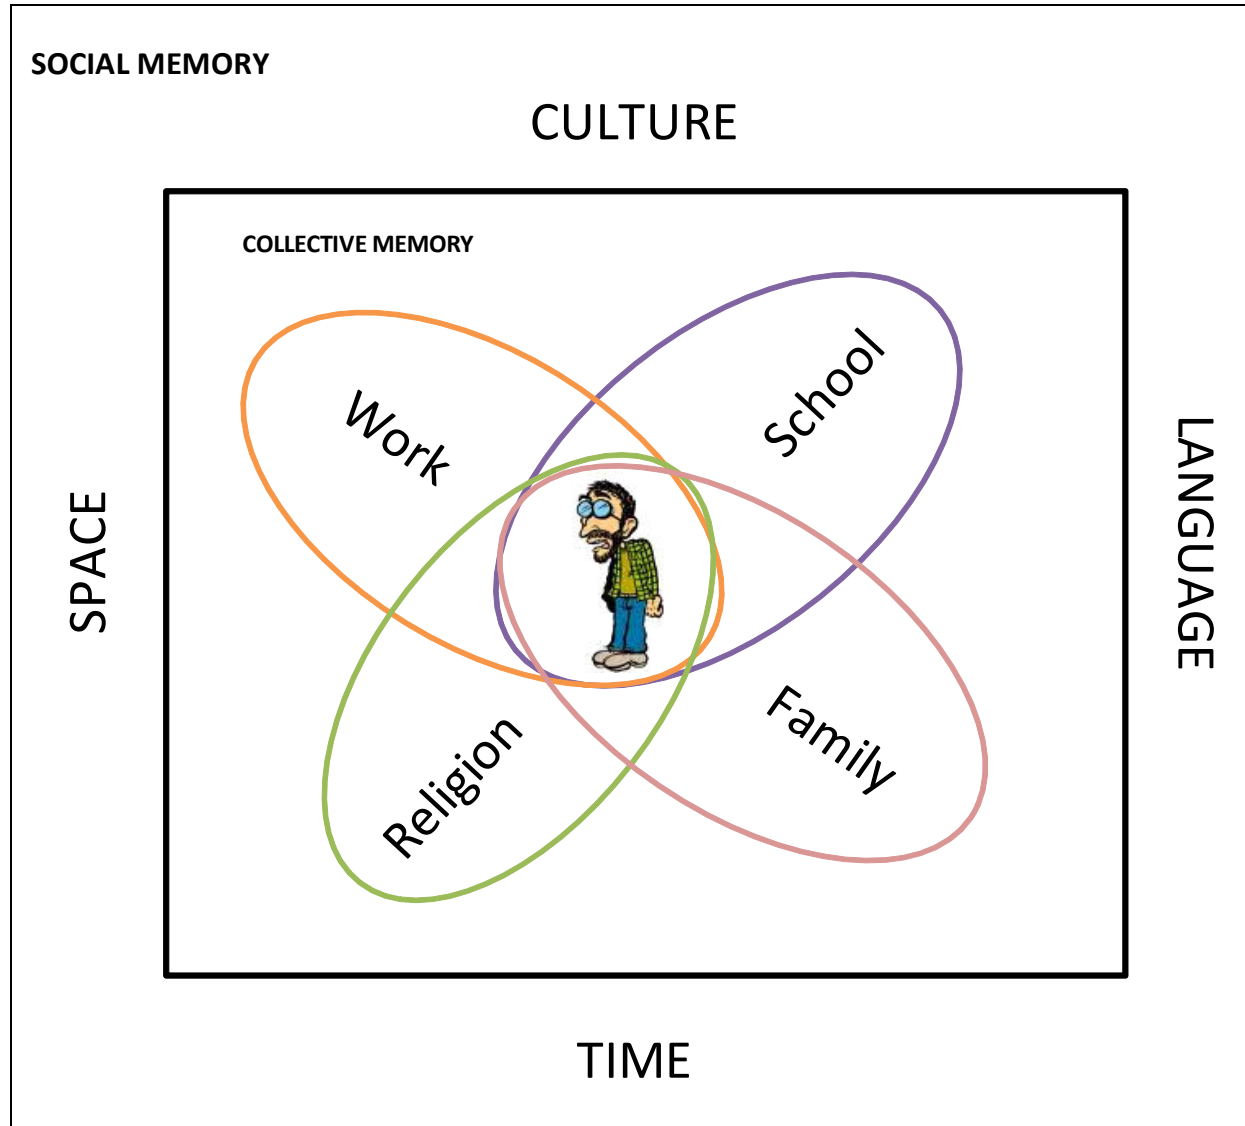 SOCIAL MEMORY
CULTURE
COLLECTIVE MEMORY
School
Work
LANGUAGE
SPACE
Family
Religion
TIME